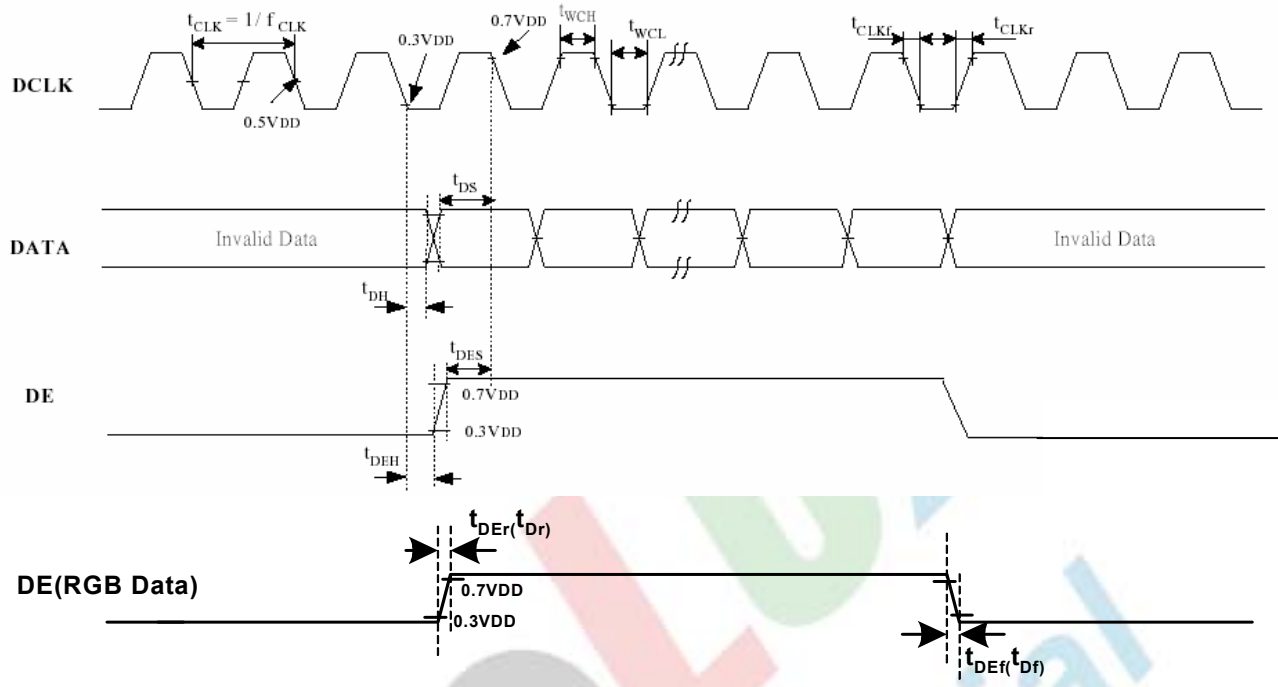 tCLK = 1/ fCLK
0.7VDD
tWCH
tWCL
tCLKf
tCLKr
0.3VDD
DCLK
0.5VDD
tDS
DATA
Invalid Data
Invalid Data
tDH
tDES
DE
0.7VDD
0.3VDD
tDEH
tDEr(tDr)
DE(RGB Data)
0.7VDD
0.3VDD
tDEf(tDf)